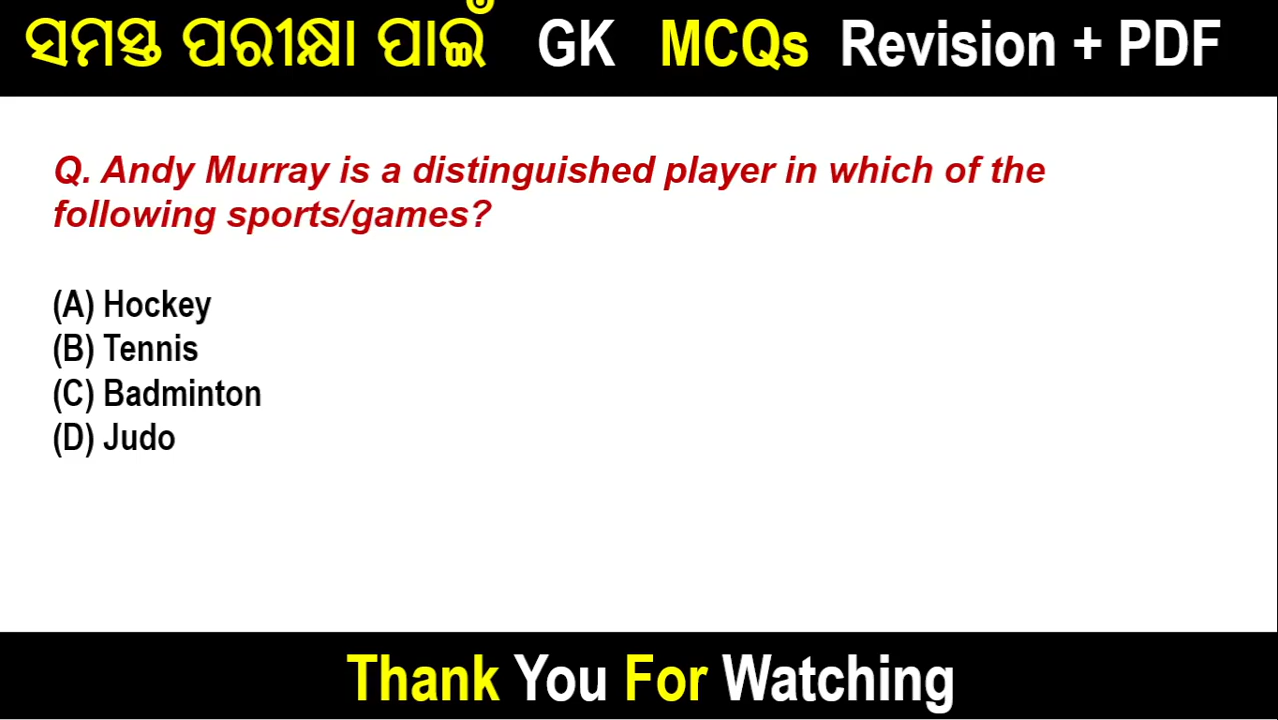 ସମସ୍ତ ପରୀକ୍ଷା ପାଇଁ GK MCQs Revision + PDF
Q. Andy Murray is a distinguished player in which of the
following sports/games?
(A) Hockey
(B) Tennis
(C) Badminton
(D) Judo
Thank You For Watching